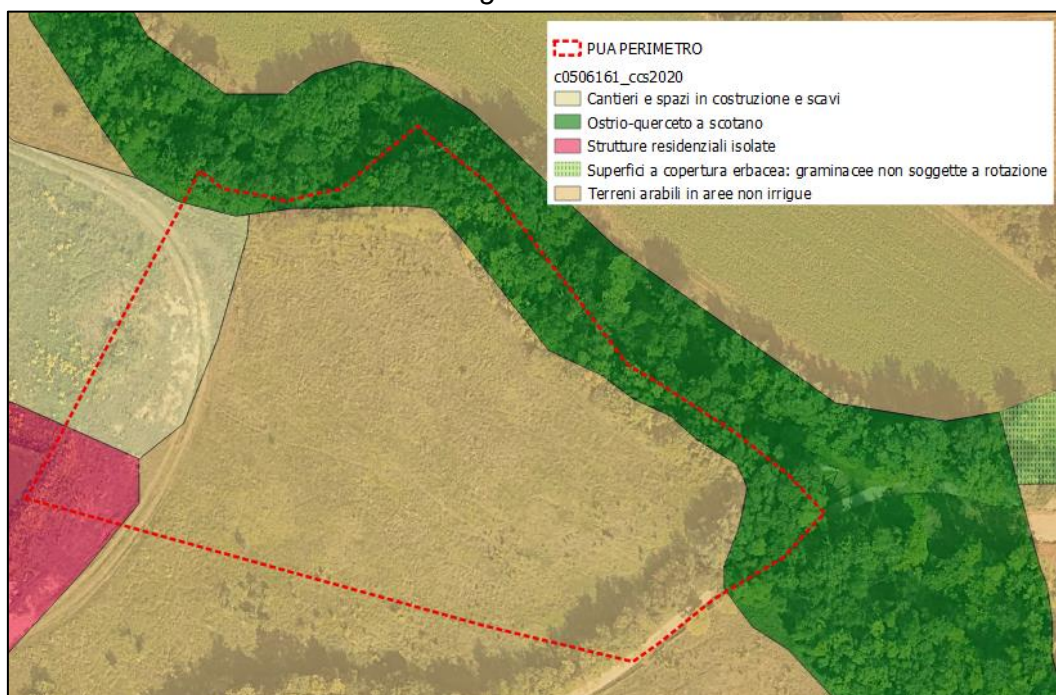 PUA PERIMETRO
c0506161_ccs2020
Cantieri e spazi in costruzione e scavi
Ostrio-querceto a scotano
Strutture residenziali isolate
Superfici a copertura erbacea: graminacee non soggette a rotazione
Terreni arabili in aree non irrigue